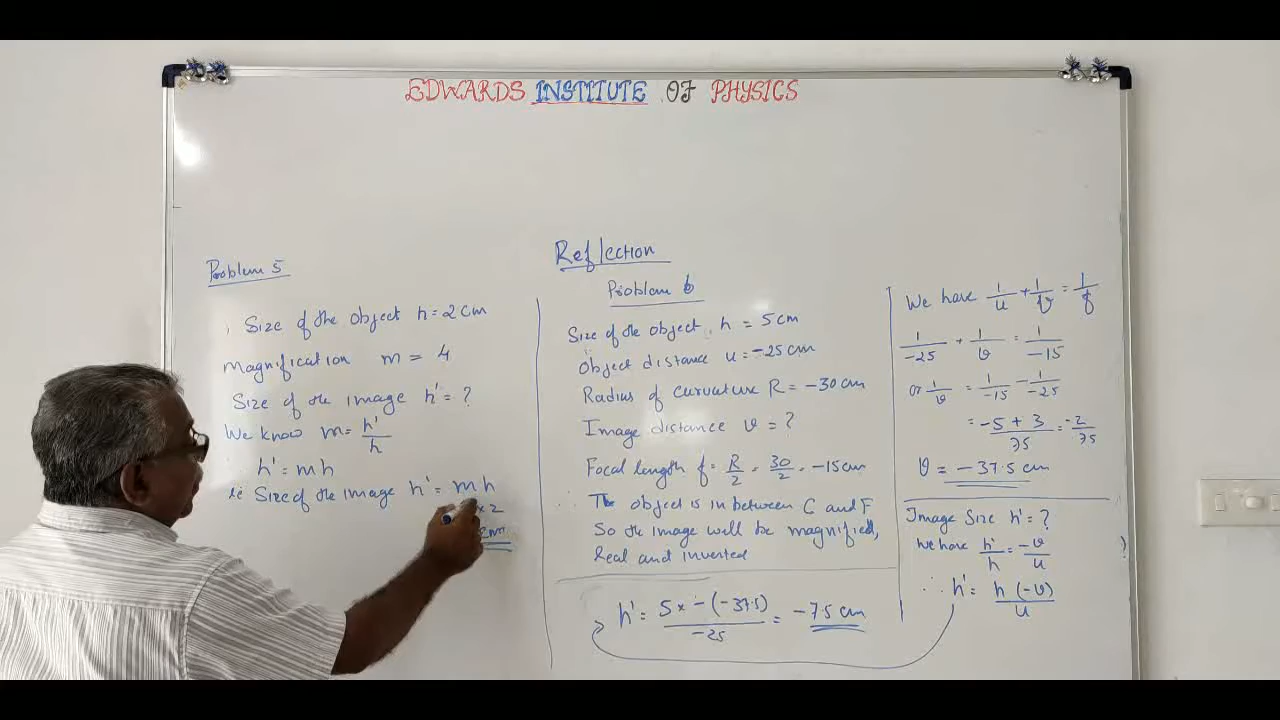 EDWARDS INSTITUTE OF PHYSICS
Problem 5
Size of the object h = 2 cm
Magnification m = 4
Size of the image h' = ?
We know m = h'/h
h' = mh
ie Size of the image h' = m h
× 2
Reflection
Problem 6
Size of the object, h = 5 cm
Object distance u = -25 cm
Radius of curvature R = -30 cm
Image distance v = ?
Focal length f = R/2 = 30/2 = -15 cm
∴ The object is in between C and F
So the image will be magnified,
Real and inverted
h' = 5 × -(-37.5)/-25 = -7.5 cm
We have 1/u + 1/v = 1/f
1/-25 + 1/v = 1/-15
or 1/v = 1/-15 - 1/-25
= -5 + 3/75 = -2/75
v = -37.5 cm
Image Size h' = ?
We have h'/h = -v/u
∴ h' = h (-v)/u